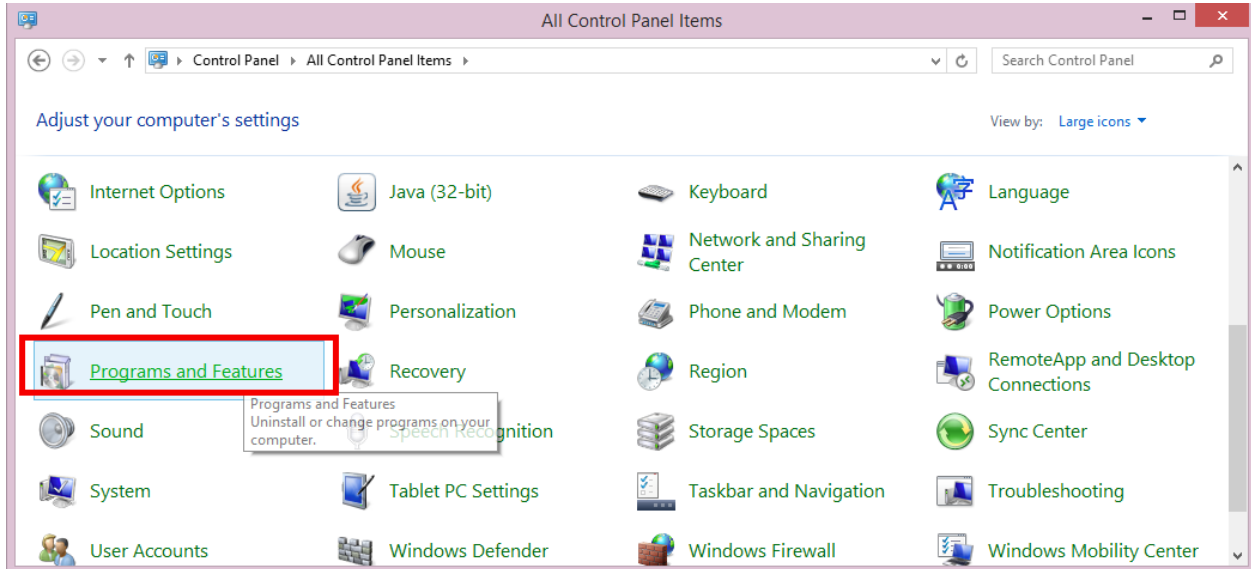 All Control Panel Items
Control Panel All Control Panel Items
Search Control Panel
Adjust your computer's settings
View by: Large icons
Internet Options
Java (32-bit)
Keyboard
Language
Location Settings
Mouse
Network and Sharing
Center
Notification Area Icons
Pen and Touch
Personalization
Phone and Modem
Power Options
Programs and Features
Recovery
Region
RemoteApp and Desktop
Connections
Programs and Features
Uninstall or change programs on your
computer.
Sound
Speech Recognition
Storage Spaces
Sync Center
System
Tablet PC Settings
Taskbar and Navigation
Troubleshooting
User Accounts
Windows Defender
Windows Firewall
Windows Mobility Center